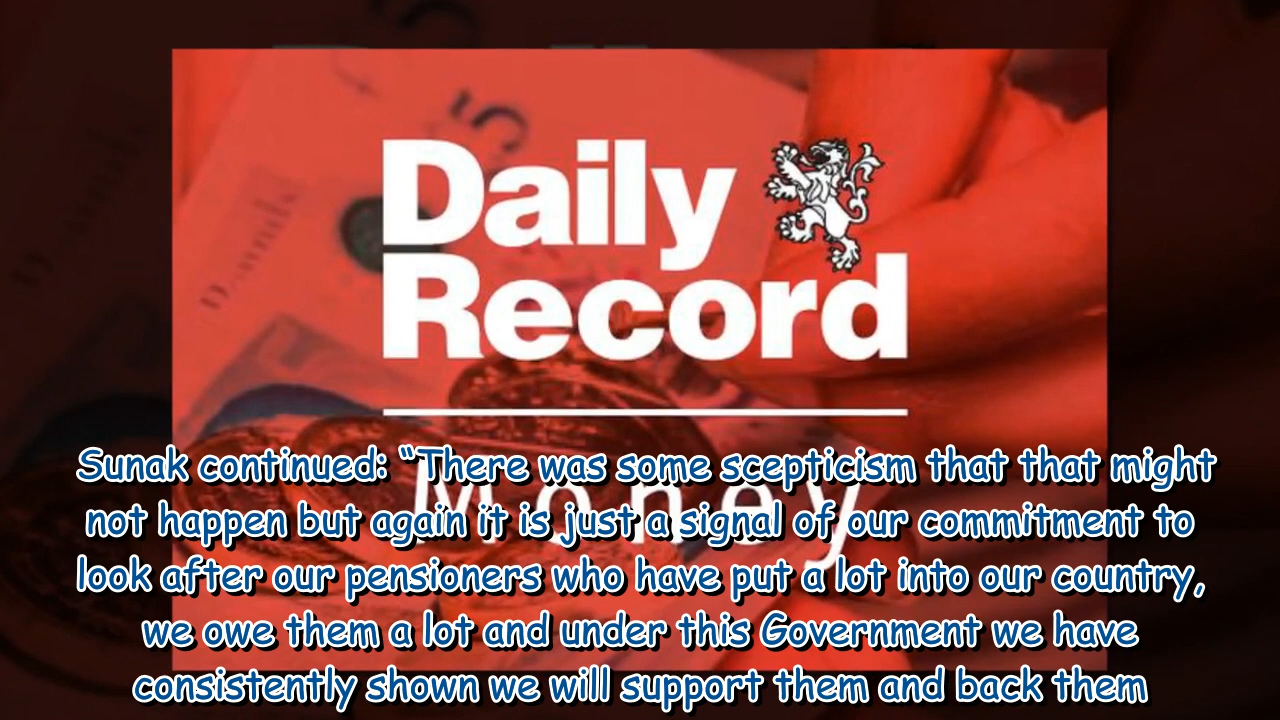 Daily
Record
Money
Sunak continued: “There was some scepticism that that might
not happen but again it is just a signal of our commitment to
look after our pensioners who have put a lot into our country,
we owe them a lot and under this Government we have
consistently shown we will support them and back them